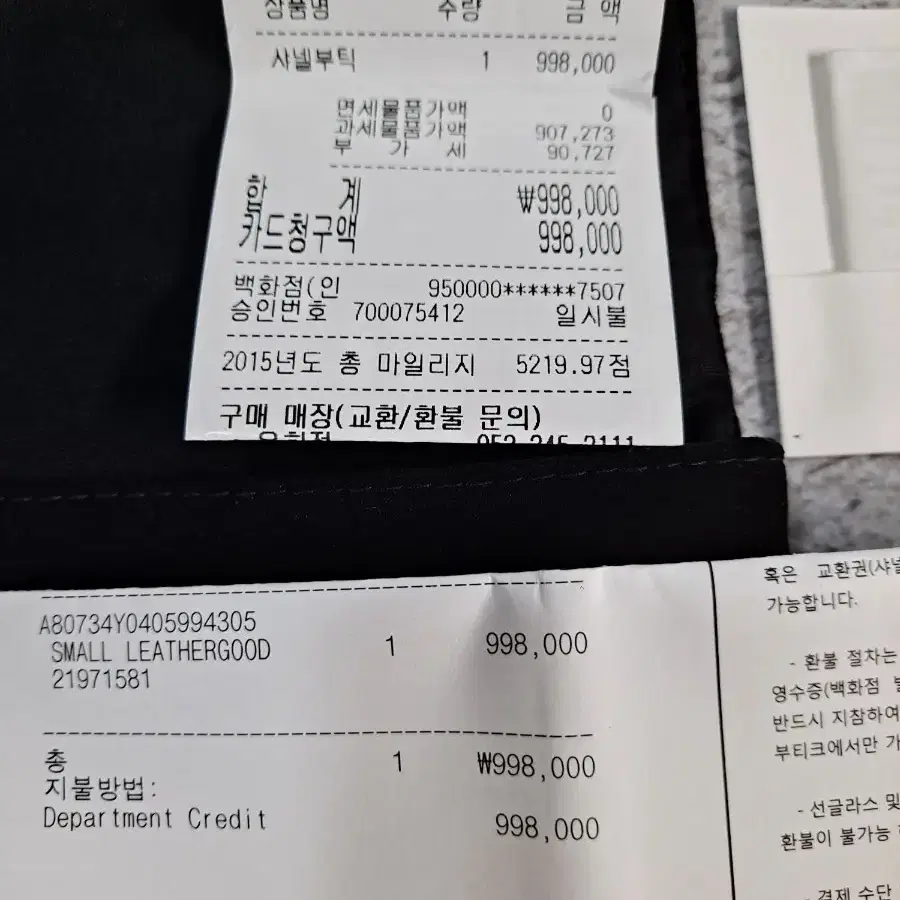 상품명 수량 금 액
샤넬부틱 1 998,000
면세물품가액 0
과세물품가액 907,273
부 가 세 90,727
합 계 ₩998,000
카드청구액 998,000
백화점(인 950000******7507
승인번호 700075412 일시불
2015년도 총 마일리지 5219.97점
구매 매장(교환/환불 문의)
A80734Y0405994305
SMALL LEATHERGOOD 1 998,000
21971581
총 1 ₩998,000
지불방법:
Department Credit 998,000
혹은 교환권(샤넬
가능합니다.
- 환불 절차는
영수증(백화점
반드시 지참하여
부티크에서만 가
- 선글라스 및
환불이 불가능
- 결제 수단